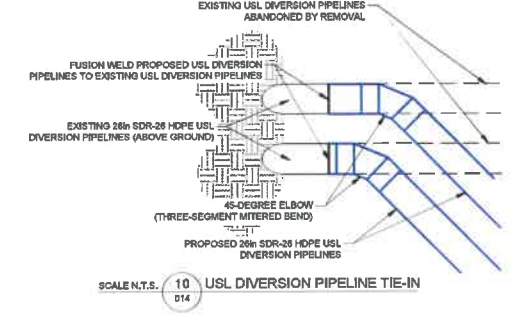 EXISTING USL DIVERSION PIPELINES
ABANDONED BY REMOVAL
FUSION WELD PROPOSED USL DIVERSION
PIPELINES TO EXISTING USL DIVERSION PIPELINES
EXISTING 26in SDR-26 HDPE USL
DIVERSION PIPELINES (ABOVE GROUND)
45-DEGREE ELBOW
(THREE-SEGMENT MITERED BEND)
PROPOSED 26in SDR-26 HDPE USL
DIVERSION PIPELINES
SCALE N.T.S. 10 USL DIVERSION PIPELINE TIE-IN
D14